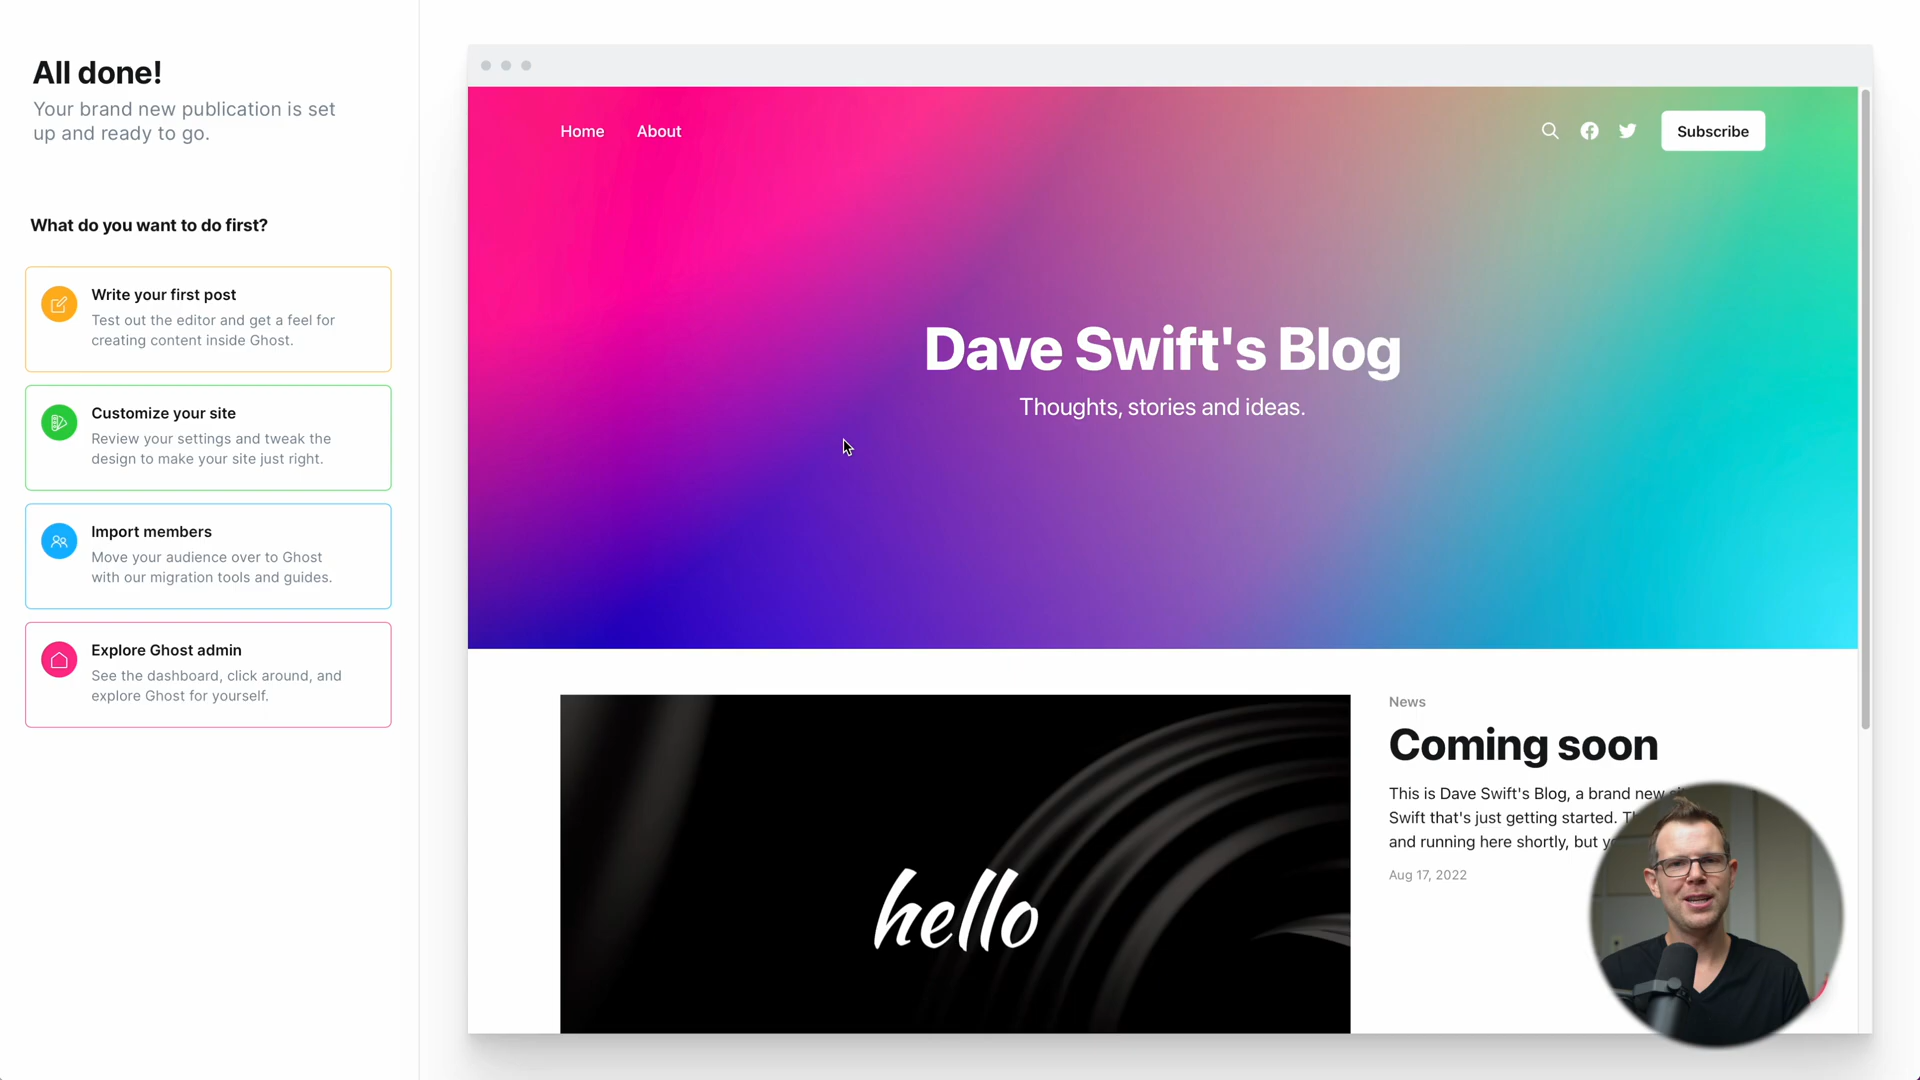 All done!
Your brand new publication is set
up and ready to go.
What do you want to do first?
Write your first post
Test out the editor and get a feel for
creating content inside Ghost.
Customize your site
Review your settings and tweak the
design to make your site just right.
Import members
Move your audience over to Ghost
with our migration tools and guides.
Explore Ghost admin
See the dashboard, click around, and
explore Ghost for yourself.
Home About Subscribe
Dave Swift's Blog
Thoughts, stories and ideas.
hello
News
Coming soon
This is Dave Swift's Blog, a brand new
Swift that's just getting started.
and running here shortly, but
Aug 17, 2022